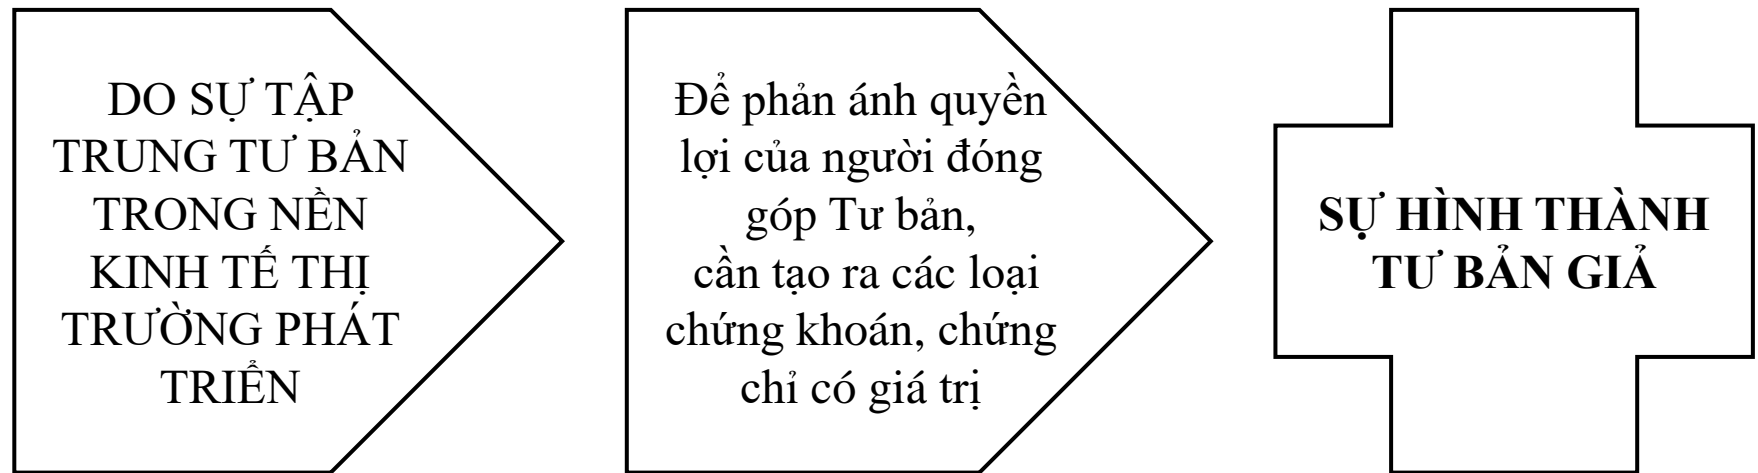 DO SỰ TẬP
TRUNG TƯ BẢN
TRONG NỀN
KINH TẾ THỊ
TRƯỜNG PHÁT
TRIỂN
Để phản ánh quyền
lợi của người đóng
góp Tư bản,
cần tạo ra các loại
chứng khoán, chứng
chỉ có giá trị
SỰ HÌNH THÀNH
TƯ BẢN GIẢ